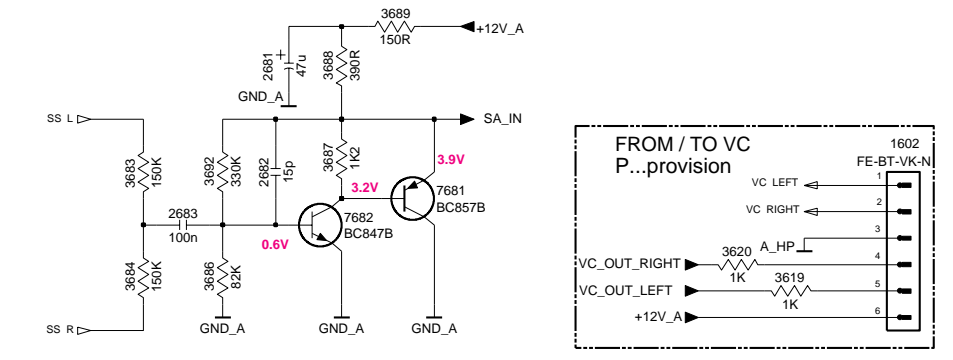 3689
150R
+12V_A
2681
47u
3688
390R
GND_A
SS L
SA_IN
3683
150K
3692
330K
2682
15p
3687
1K2
3.9V
3.2V
7681
BC857B
2683
100n
7682
BC847B
0.6V
3684
150K
3686
82K
SS R
GND_A
GND_A
GND_A
FROM / TO VC
P...provision
1602
FE-BT-VK-N
VC LEFT
1
VC RIGHT
2
A_HP
3
3620
VC_OUT_RIGHT
1K
4
3619
VC_OUT_LEFT
1K
5
+12V_A
6